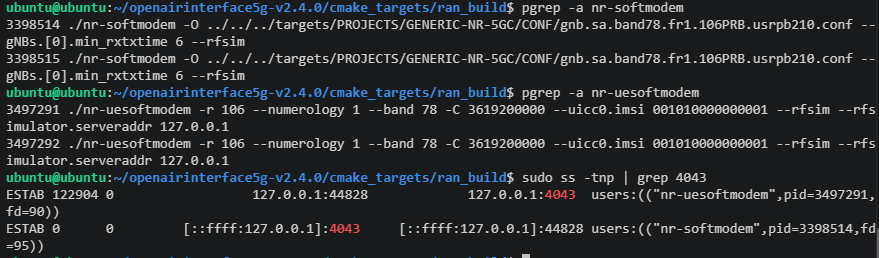 ubuntu@ubuntu:~/openairinterface5g-v2.4.0/cmake_targets/ran_build$ pgrep -a nr-softmodem
3398514 ./nr-softmodem -O ../../../targets/PROJECTS/GENERIC-NR-5GC/CONF/gnb.sa.band78.fr1.106PRB.usrpb210.conf --
gNBs.[0].min_rxtxtime 6 --rfsim
3398515 ./nr-softmodem -O ../../../targets/PROJECTS/GENERIC-NR-5GC/CONF/gnb.sa.band78.fr1.106PRB.usrpb210.conf --
gNBs.[0].min_rxtxtime 6 --rfsim
ubuntu@ubuntu:~/openairinterface5g-v2.4.0/cmake_targets/ran_build$ pgrep -a nr-uesoftmodem
3497291 ./nr-uesoftmodem -r 106 --numerology 1 --band 78 -C 3619200000 --uicc0.imsi 001010000000001 --rfsim --rfs
imulator.serveraddr 127.0.0.1
3497292 ./nr-uesoftmodem -r 106 --numerology 1 --band 78 -C 3619200000 --uicc0.imsi 001010000000001 --rfsim --rfs
imulator.serveraddr 127.0.0.1
ubuntu@ubuntu:~/openairinterface5g-v2.4.0/cmake_targets/ran_build$ sudo ss -tnp | grep 4043
ESTAB 122904 0 127.0.0.1:44828 127.0.0.1:4043 users:(("nr-uesoftmodem",pid=3497291,
fd=90))
ESTAB 0 0 [::ffff:127.0.0.1]:4043 [::ffff:127.0.0.1]:44828 users:(("nr-softmodem",pid=3398514,fd
=95))